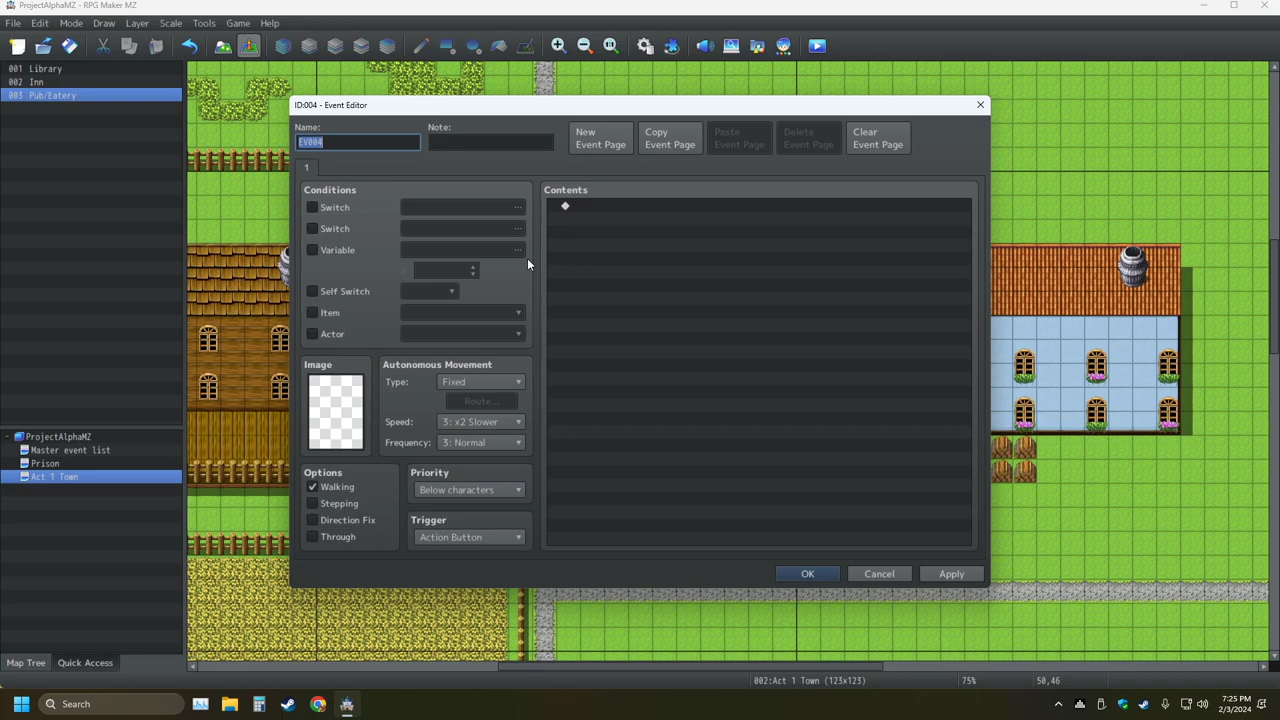 ProjectAlphaMZ - RPG Maker MZ
File Edit Mode Draw Layer Scale Tools Game Help
001 Library
002 Inn
003 Pub/Eatery
ID:004 - Event Editor
Name: Note:
EV004
New Event Page
Copy Event Page
Paste Event Page
Delete Event Page
Clear Event Page
1
Conditions
Switch ...
Switch ...
Variable ...
≥
Self Switch
Item
Actor
Image
Autonomous Movement
Type: Fixed
Route...
Speed: 3: x2 Slower
Frequency: 3: Normal
Options
Walking
Stepping
Direction Fix
Through
Priority
Below characters
Trigger
Action Button
Contents
OK Cancel Apply
ProjectAlphaMZ
Master event list
Prison
Act 1 Town
Map Tree Quick Access
002:Act 1 Town (123x123) 75% 50,46
Search
7:25 PM
2/3/2024